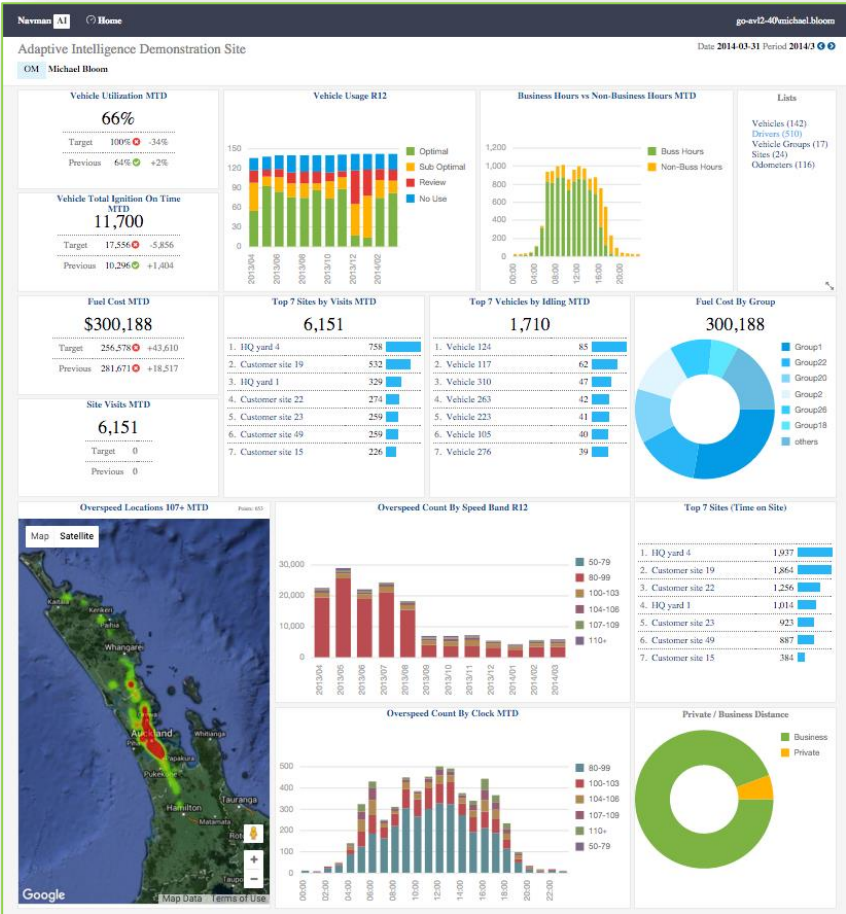 Navman AI Home go-avl2-40\michael.bloom
Adaptive Intelligence Demonstration Site Date 2014-03-31 Period 2014/3
OM Michael Bloom
Vehicle Utilization MTD
66%
Target 100% -34%
Previous 64% +2%
Vehicle Total Ignition On Time
MTD
11,700
Target 17,556 -5,856
Previous 10,296 +1,404
Vehicle Usage R12
150
120
90
60
30
0
2013/04 2013/06 2013/08 2013/10 2013/12 2014/02
Optimal
Sub Optimal
Review
No Use
Business Hours vs Non-Business Hours MTD
1,200
1,000
800
600
400
200
0
00:00 04:00 08:00 12:00 16:00 20:00
Buss Hours
Non-Buss Hours
Lists
Vehicles (142)
Drivers (510)
Vehicle Groups (17)
Sites (24)
Odometers (116)
Fuel Cost MTD
$300,188
Target 256,578 +43,610
Previous 281,671 +18,517
Site Visits MTD
6,151
Target 0
Previous 0
Top 7 Sites by Visits MTD
6,151
1. HQ yard 4 758
2. Customer site 19 532
3. HQ yard 1 329
4. Customer site 22 274
5. Customer site 23 259
6. Customer site 49 259
7. Customer site 15 226
Top 7 Vehicles by Idling MTD
1,710
1. Vehicle 124 85
2. Vehicle 117 62
3. Vehicle 310 47
4. Vehicle 263 42
5. Vehicle 223 41
6. Vehicle 105 40
7. Vehicle 276 39
Fuel Cost By Group
300,188
Group1
Group22
Group20
Group2
Group26
Group18
others
Overspeed Locations 107+ MTD
Map Satellite
Kaitaia
Kerikeri
Paihia
Whangarei
Auckland
Whitianga
Papakura
Pukekohe
Hamilton
Tauranga
Matamata
Google
Map Data Terms of Use
Overspeed Count By Speed Band R12
30,000
20,000
10,000
0
2013/04 2013/05 2013/06 2013/07 2013/08 2013/09 2013/10 2013/11 2013/12 2014/01 2014/02 2014/03
50-79
80-99
100-103
104-106
107-109
110+
Top 7 Sites (Time on Site)
1. HQ yard 4 1,937
2. Customer site 19 1,864
3. Customer site 22 1,256
4. HQ yard 1 1,014
5. Customer site 23 923
6. Customer site 49 887
7. Customer site 15 384
Overspeed Count By Clock MTD
500
400
300
200
100
0
00:00 02:00 04:00 06:00 08:00 10:00 12:00 14:00 16:00 18:00 20:00 22:00
80-99
100-103
104-106
107-109
110+
50-79
Private / Business Distance
Business
Private